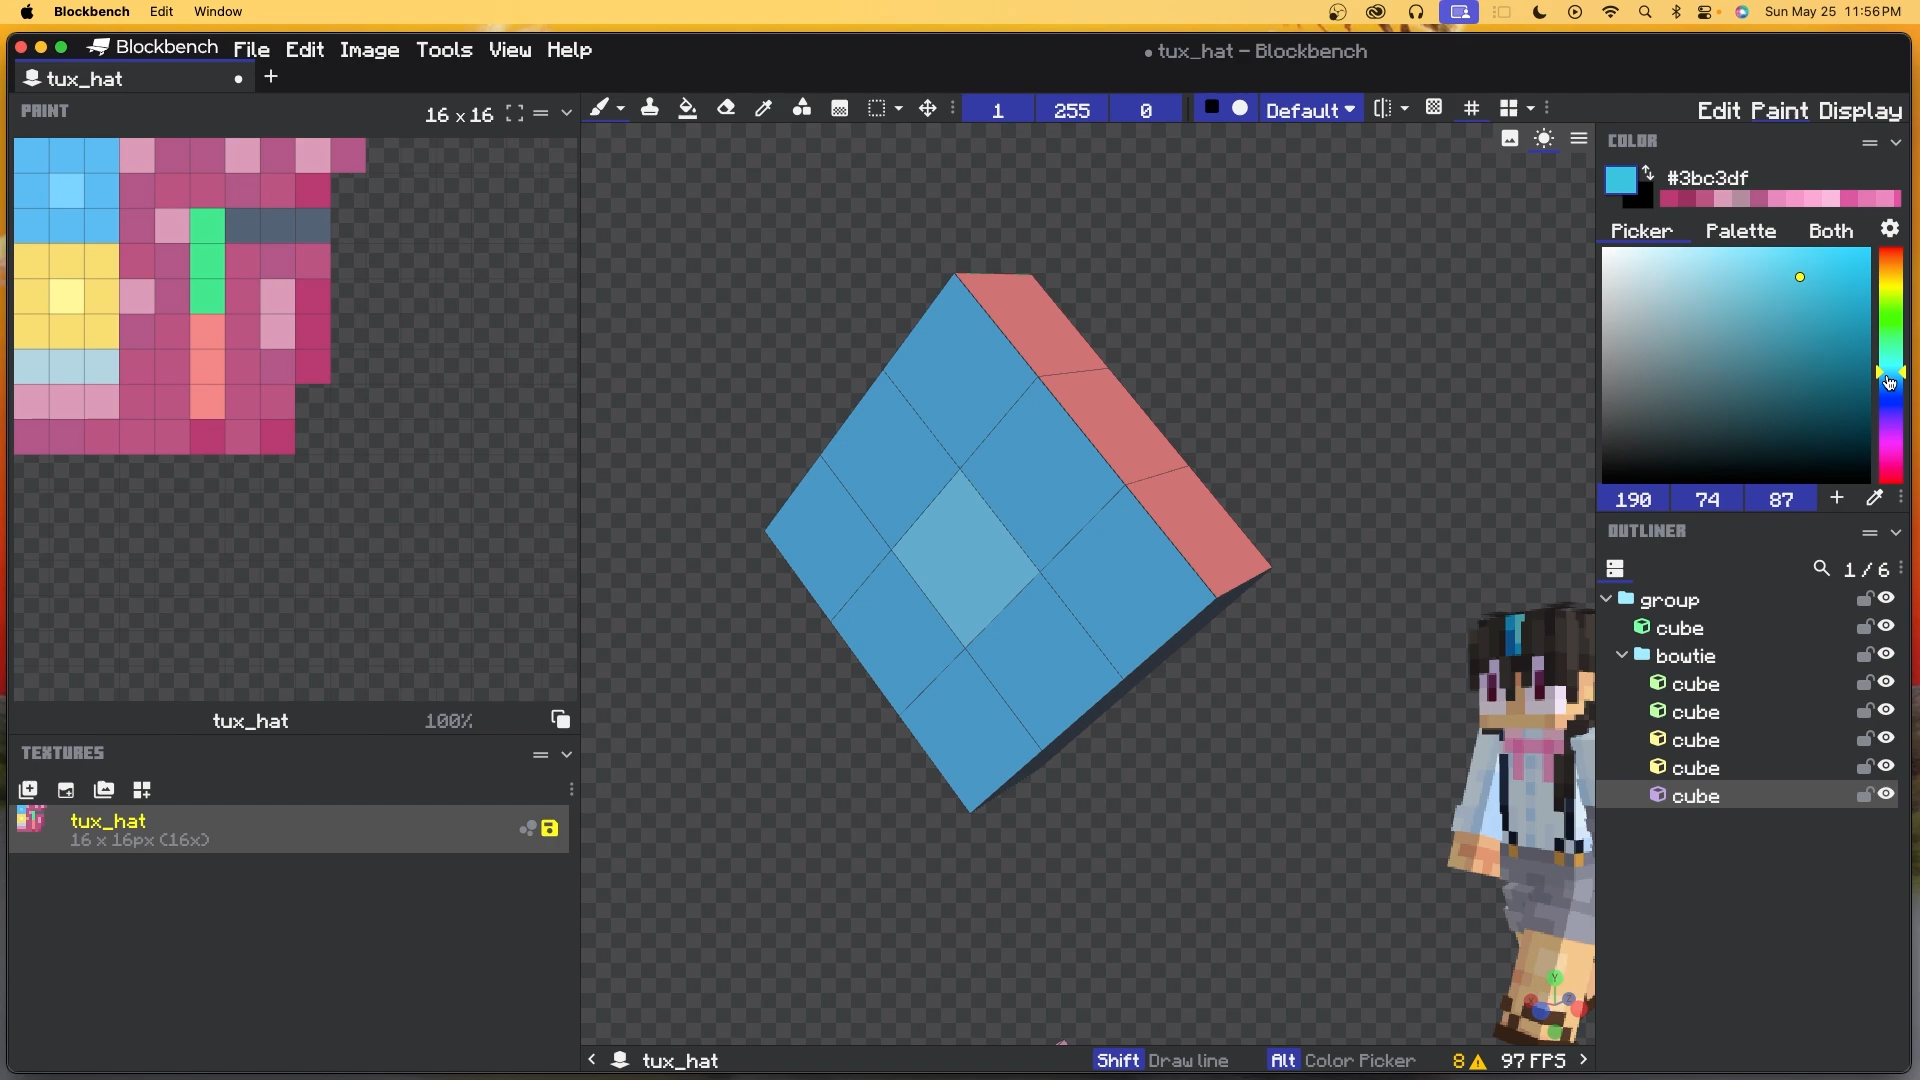 Blockbench Edit Window Sun May 25 11:56 PM
Blockbench File Edit Image Tools View Help
tux_hat – Blockbench
tux_hat
PAINT
16 x 16
1 255 0 Default
Edit Paint Display
COLOR
#3bc3df
Picker Palette Both
190 74 87
OUTLINER
1 / 6
group
cube
bowtie
cube
cube
cube
cube
cube
tux_hat 100%
TEXTURES
tux_hat
16 x 16px (16x)
tux_hat
Shift Draw line Alt Color Picker 8 97 FPS